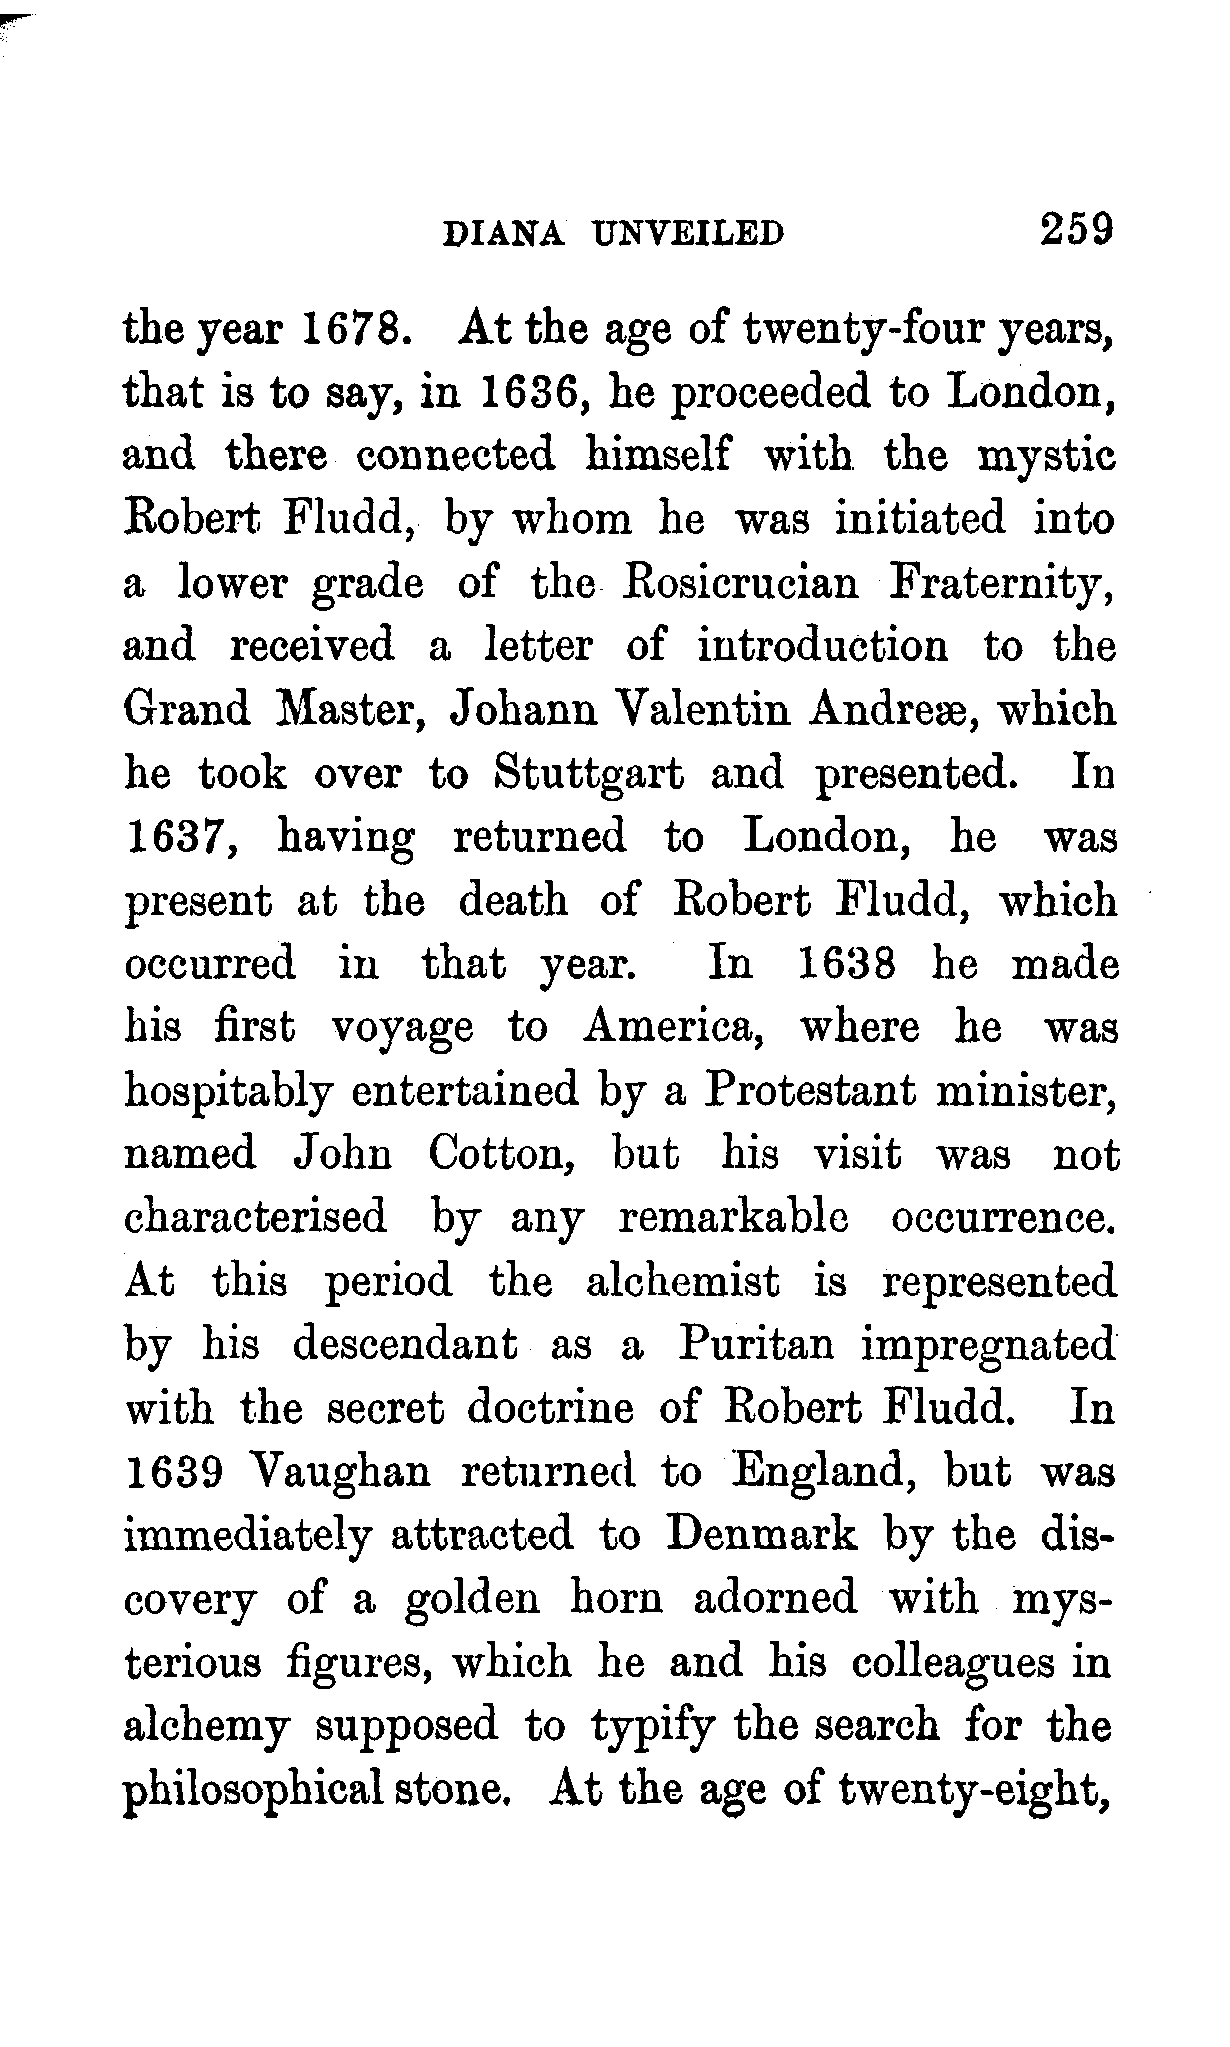 DIANA UNVEILED 259
the year 1678. At the age of twenty-four years,
that is to say, in 1636, he proceeded to London,
and there connected himself with the mystic
Robert Fludd, by whom he was initiated into
a lower grade of the Rosicrucian Fraternity,
and received a letter of introduction to the
Grand Master, Johann Valentin Andreæ, which
he took over to Stuttgart and presented. In
1637, having returned to London, he was
present at the death of Robert Fludd, which
occurred in that year. In 1638 he made
his first voyage to America, where he was
hospitably entertained by a Protestant minister,
named John Cotton, but his visit was not
characterised by any remarkable occurrence.
At this period the alchemist is represented
by his descendant as a Puritan impregnated
with the secret doctrine of Robert Fludd. In
1639 Vaughan returned to England, but was
immediately attracted to Denmark by the dis-
covery of a golden horn adorned with mys-
terious figures, which he and his colleagues in
alchemy supposed to typify the search for the
philosophical stone. At the age of twenty-eight,